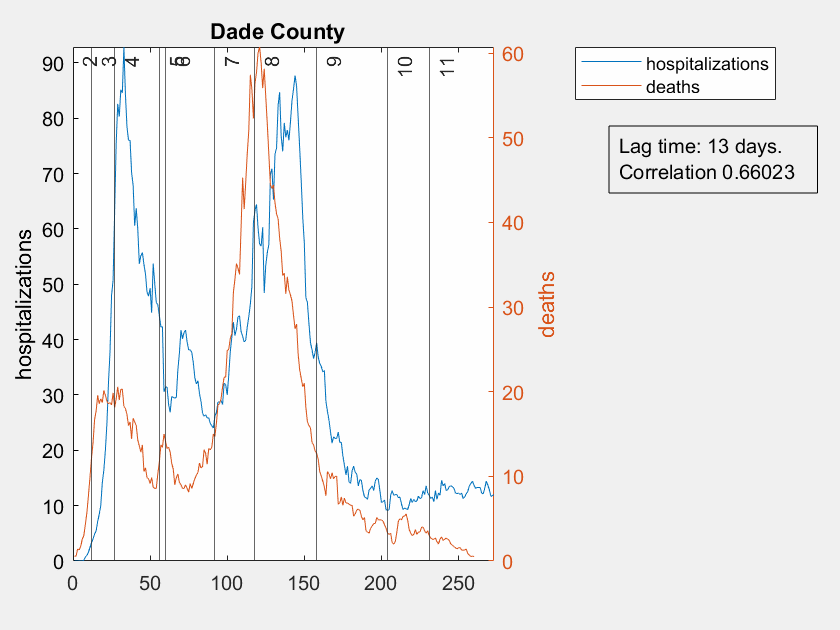 Dade County
2 3 4 5 6 7 8 9 10 11
hospitalizations
deaths
Lag time: 13 days.
Correlation 0.66023
90
80
70
60
50
40
30
20
10
0
hospitalizations
60
50
40
30
20
10
0
deaths
0 50 100 150 200 250